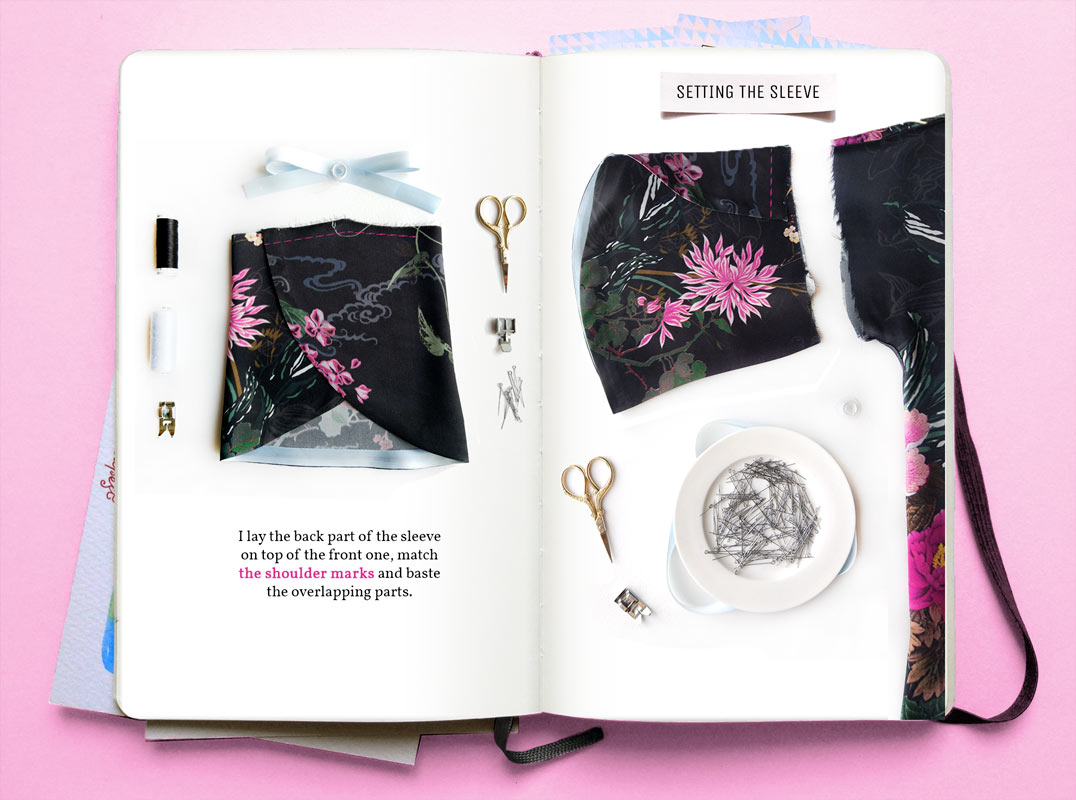 I lay the back part of the sleeve
on top of the front one, match
the shoulder marks and baste
the overlapping parts.
SETTING THE SLEEVE